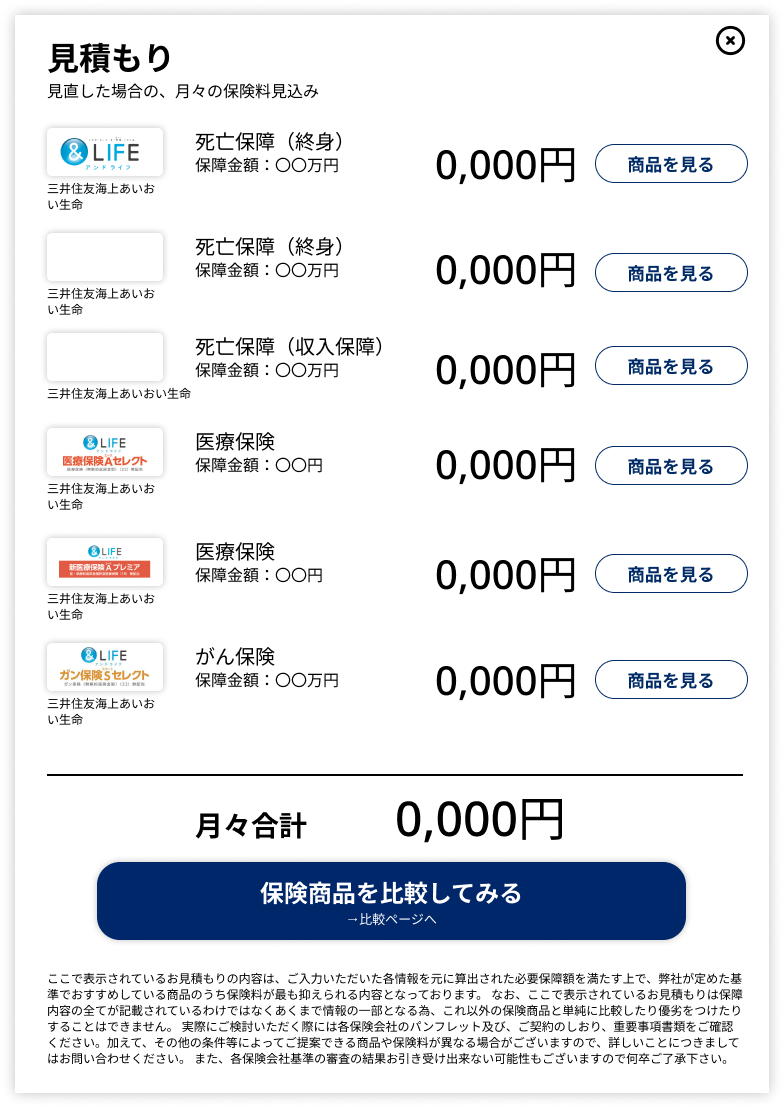 見積もり
見直した場合の、月々の保険料見込み
&LIFE
アンドライフ
三井住友海上あいおい生命
死亡保障（終身）
保障金額：〇〇万円
0,000円
商品を見る
三井住友海上あいおい生命
死亡保障（終身）
保障金額：〇〇万円
0,000円
商品を見る
三井住友海上あいおい生命
死亡保障（収入保障）
保障金額：〇〇万円
0,000円
商品を見る
&LIFE
医療保険Aセレクト
三井住友海上あいおい生命
医療保険
保障金額：〇〇円
0,000円
商品を見る
&LIFE
新医療保険Aプレミア
三井住友海上あいおい生命
医療保険
保障金額：〇〇円
0,000円
商品を見る
&LIFE
ガン保険Sセレクト
三井住友海上あいおい生命
がん保険
保障金額：〇〇万円
0,000円
商品を見る
月々合計
0,000円
保険商品を比較してみる
→比較ページへ
ここで表示されているお見積もりの内容は、ご入力いただいた各情報を元に算出された必要保障額を満たす上で、弊社が定めた基
準でおすすめしている商品のうち保険料が最も抑えられる内容となっております。 なお、ここで表示されているお見積もりは保障
内容の全てが記載されているわけではなくあくまで情報の一部となる為、これ以外の保険商品と単純に比較したり優劣をつけたり
することはできません。 実際にご検討いただく際には各保険会社のパンフレット及び、ご契約のしおり、重要事項書類をご確認
ください。加えて、その他の条件等によってご提案できる商品や保険料が異なる場合がございますので、詳しいことにつきまして
はお問い合わせください。 また、各保険会社基準の審査の結果お引き受け出来ない可能性もございますので何卒ご了承下さい。